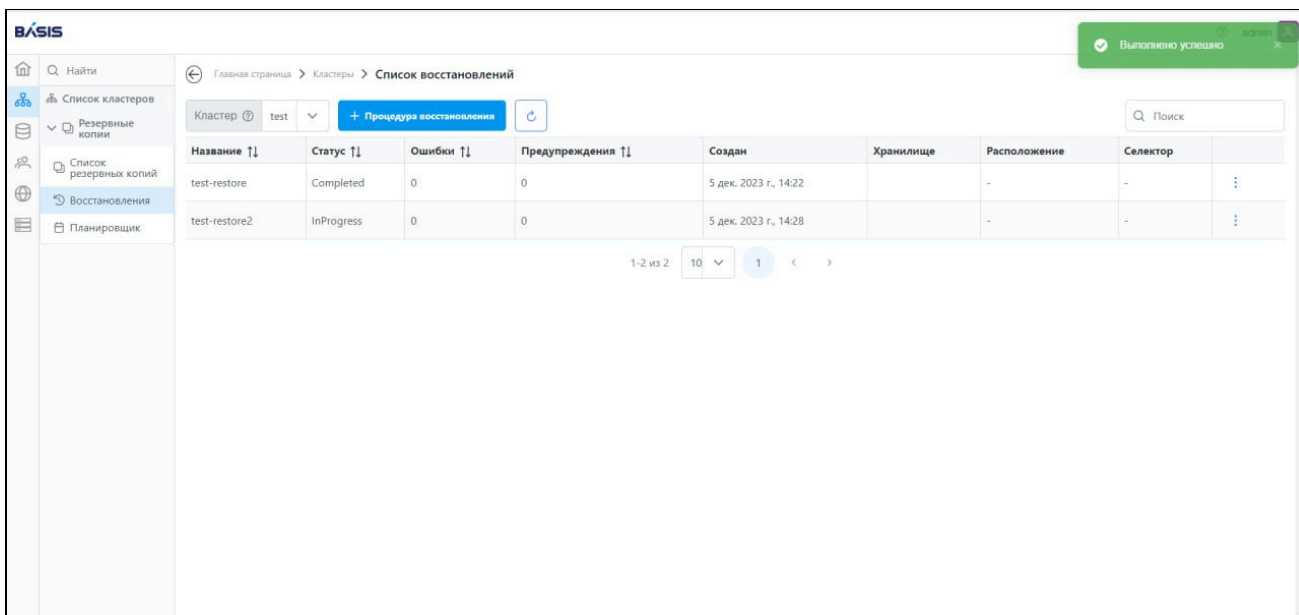 BÁSIS
admin
Выполнено успешно
Найти
Главная страница > Кластеры > Список восстановлений
Список кластеров
Резервные
копии
Список
резервных копий
Восстановления
Планировщик
Кластер test + Процедура восстановления Поиск
Название Статус Ошибки Предупреждения Создан Хранилище Расположение Селектор
test-restore Completed 0 0 5 дек. 2023 г., 14:22 - -
test-restore2 InProgress 0 0 5 дек. 2023 г., 14:28 - -
1-2 из 2 10 1 < >